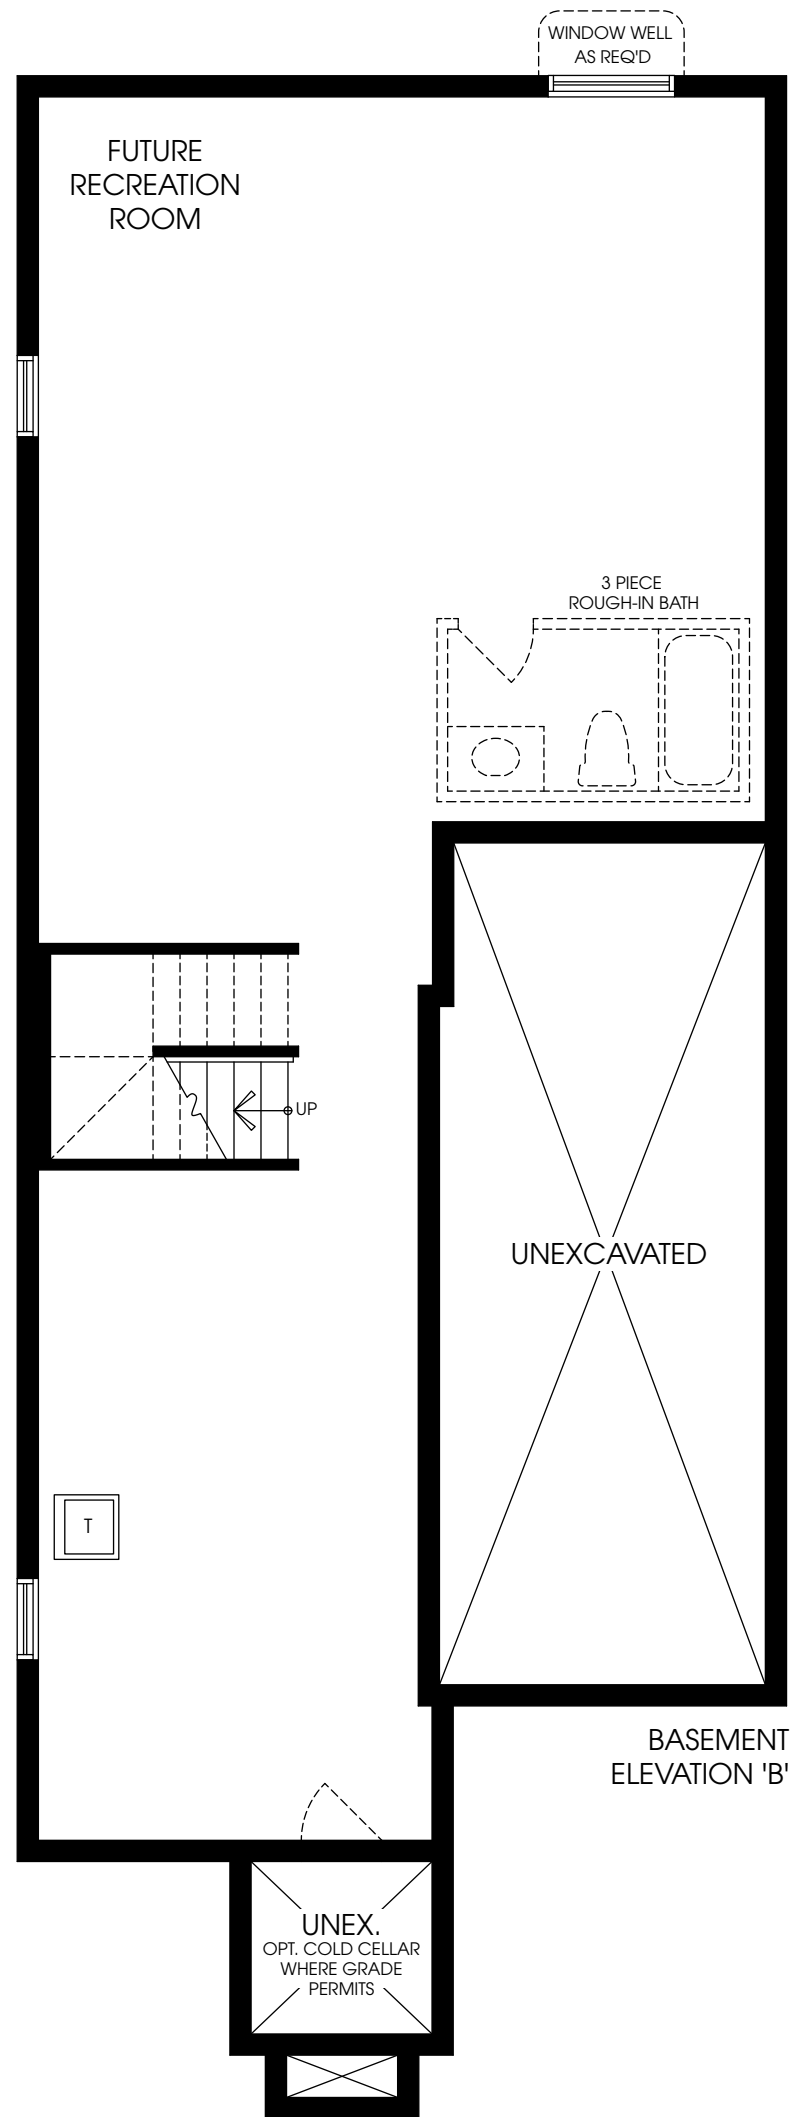 WINDOW WELL
AS REQ'D
FUTURE
RECREATION
ROOM
3 PIECE
ROUGH-IN BATH
UP
UNEXCAVATED
T
BASEMENT
ELEVATION 'B'
UNEX.
OPT. COLD CELLAR
WHERE GRADE
PERMITS